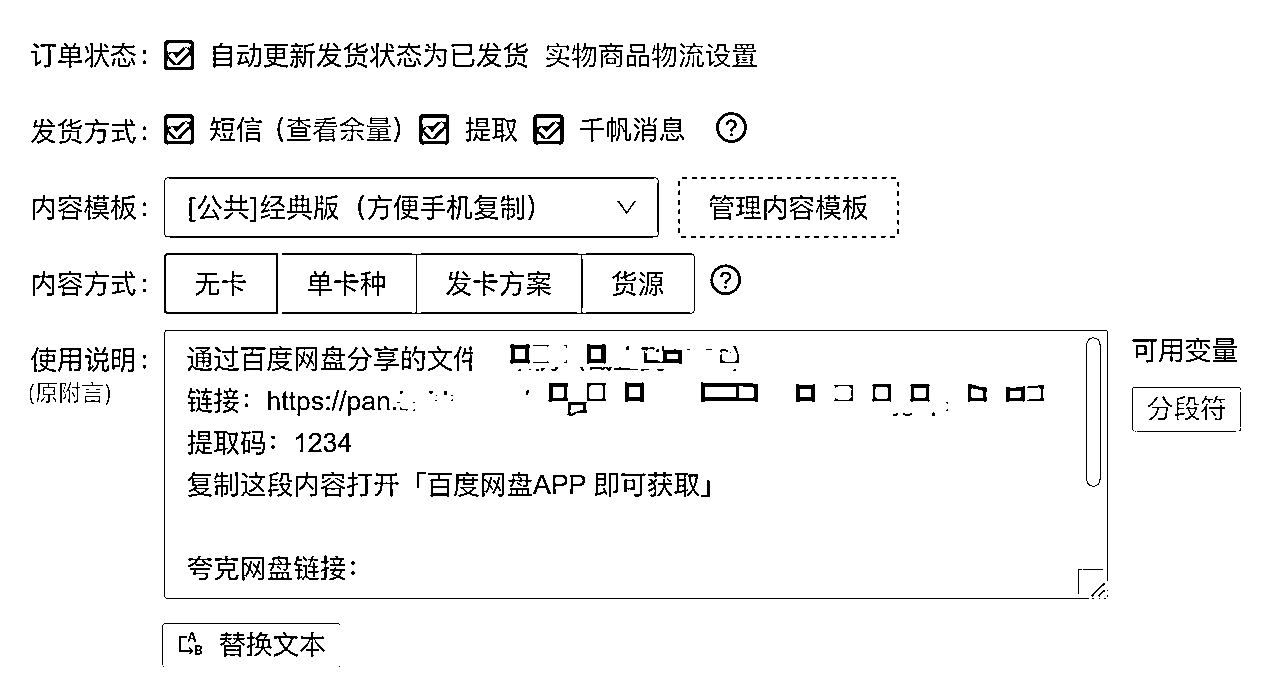 订单状态: 自动更新发货状态为已发货 实物商品物流设置
发货方式: 短信（查看余量） 提取 千帆消息 ?
内容模板: [公共]经典版（方便手机复制） 管理内容模板
内容方式: 无卡 单卡种 发卡方案 货源 ?
使用说明: 通过百度网盘分享的文件 可用变量
(原附言) 链接：https://pan. 分段符
提取码：1234
复制这段内容打开「百度网盘APP 即可获取」
夸克网盘链接：
替换文本